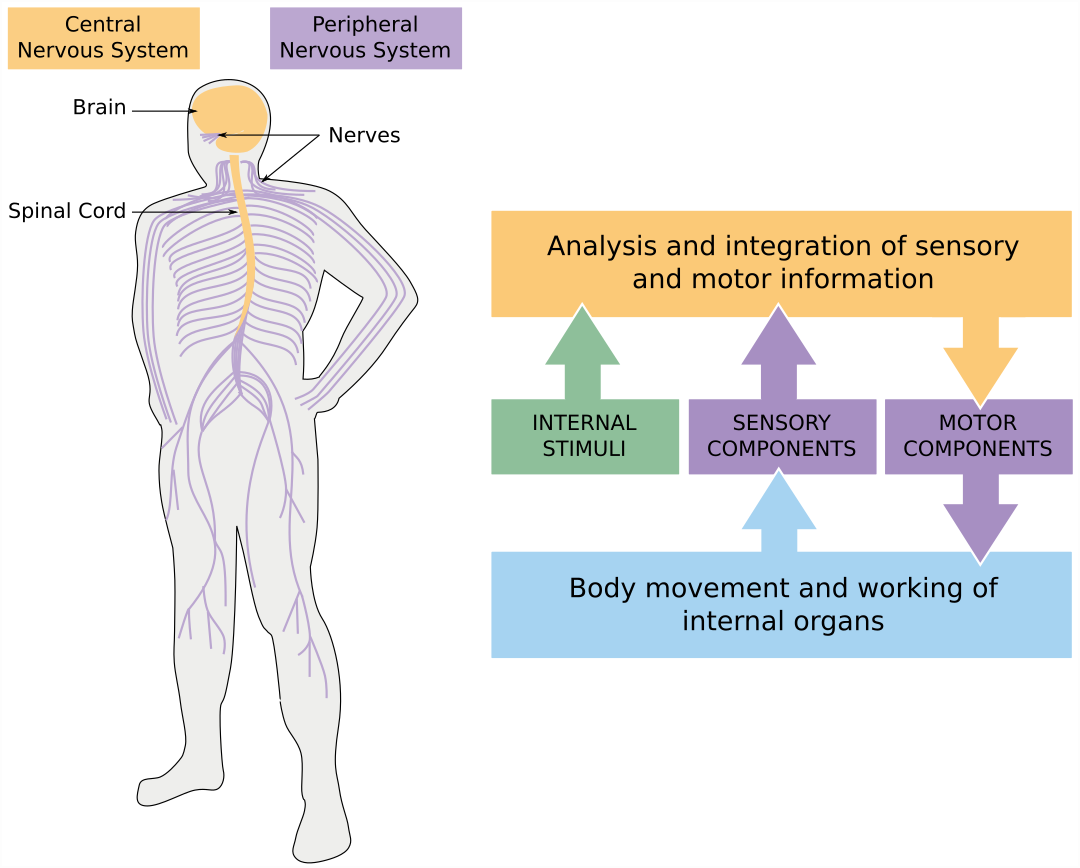 Central
Nervous System
Peripheral
Nervous System
Brain
Nerves
Spinal Cord
Analysis and integration of sensory
and motor information
INTERNAL
STIMULI
SENSORY
COMPONENTS
MOTOR
COMPONENTS
Body movement and working of
internal organs